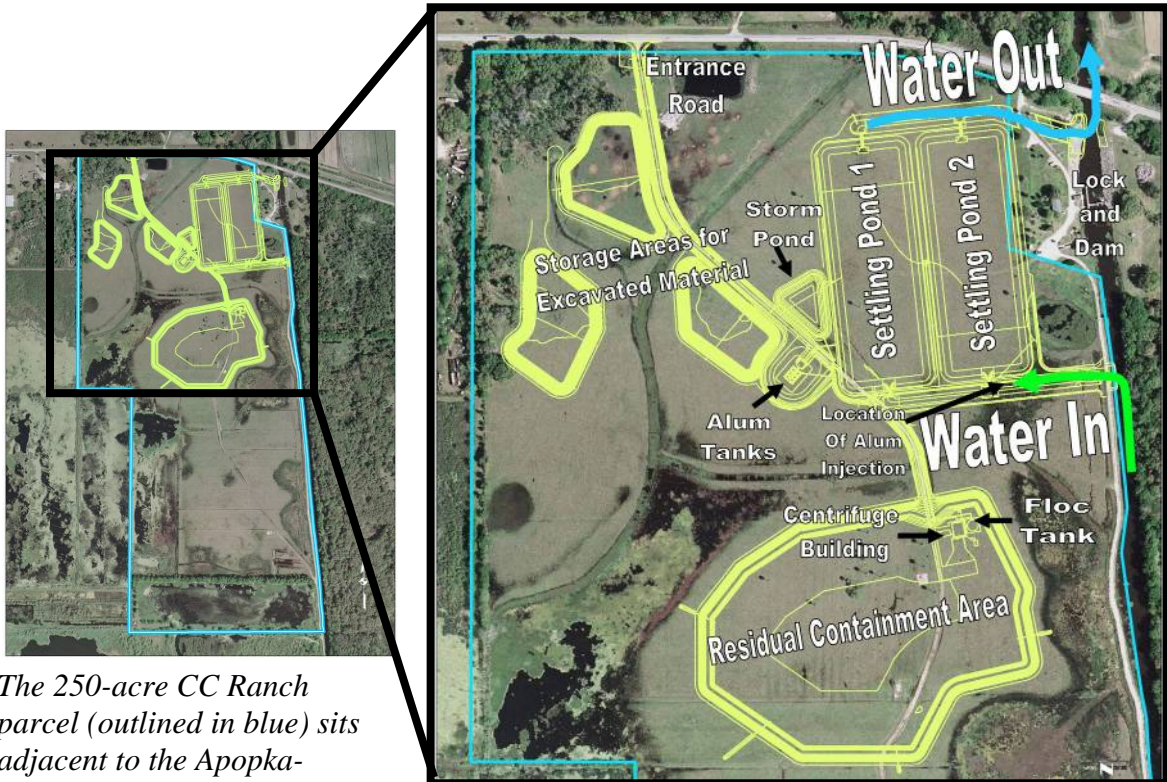 Entrance
Road
Water Out
Settling Pond 1
Settling Pond 2
Lock
and
Dam
Storm
Pond
Storage Areas for
Excavated Material
Alum
Tanks
Location
Of Alum
Injection
Water In
Centrifuge
Building
Floc
Tank
Residual Containment Area
N
The 250-acre CC Ranch
parcel (outlined in blue) sits
adjacent to the Apopka-